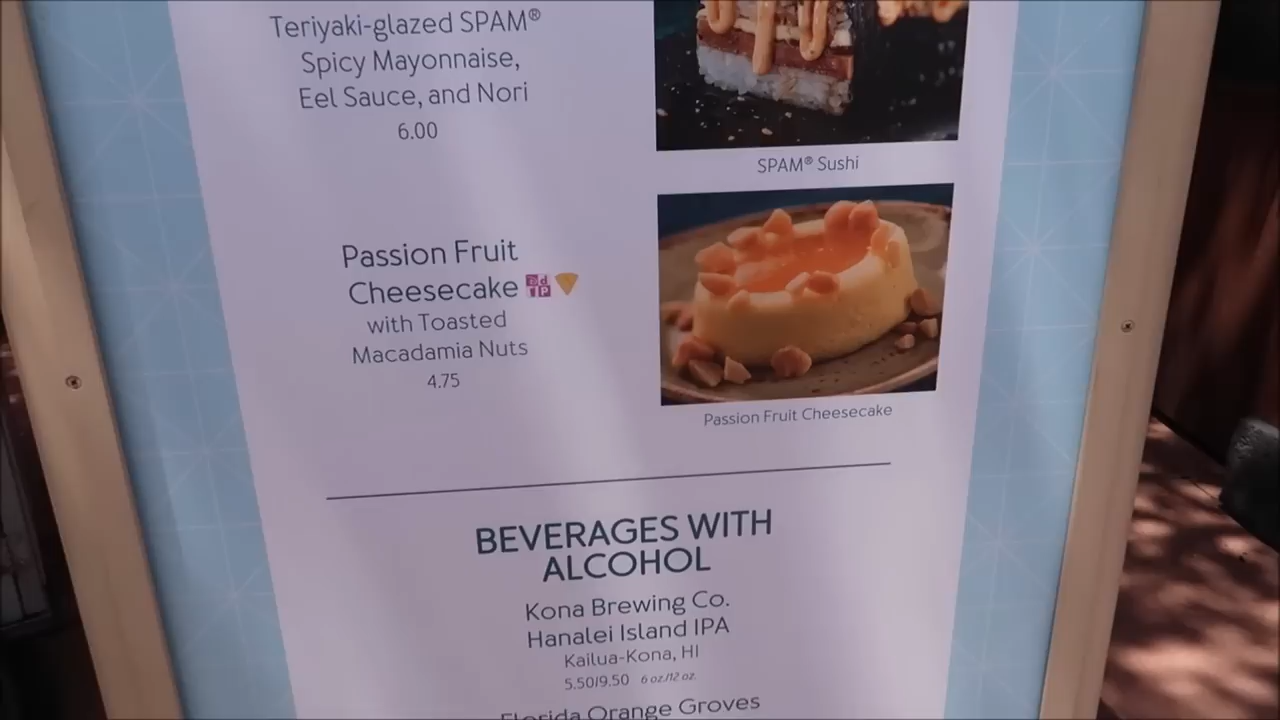 Teriyaki-glazed SPAM®
Spicy Mayonnaise,
Eel Sauce, and Nori
6.00
SPAM® Sushi
Passion Fruit
Cheesecake
with Toasted
Macadamia Nuts
4.75
Passion Fruit Cheesecake
BEVERAGES WITH
ALCOHOL
Kona Brewing Co.
Hanalei Island IPA
Kailua-Kona, HI
5.50/9.50 6 oz/12 oz.
Florida Orange Groves